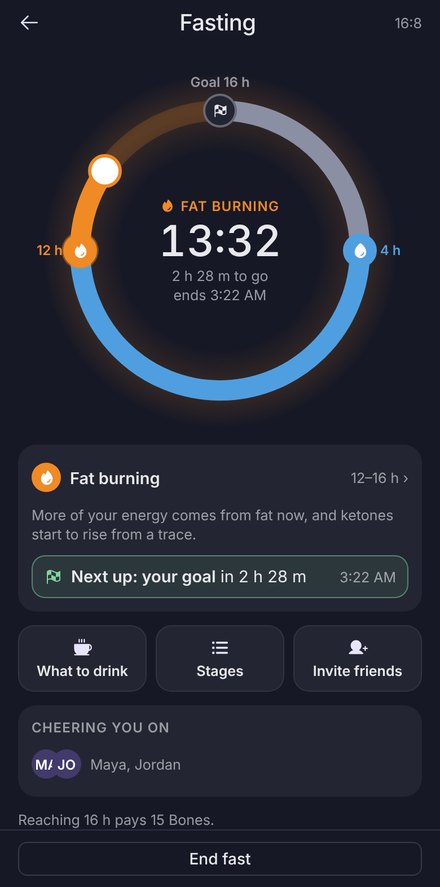 Fasting
16:8
Goal 16 h
FAT BURNING
13:32
12 h
4 h
2 h 28 m to go
ends 3:22 AM
Fat burning
12–16 h ›
More of your energy comes from fat now, and ketones
start to rise from a trace.
Next up: your goal in 2 h 28 m
3:22 AM
What to drink
Stages
Invite friends
CHEERING YOU ON
MA JO
Maya, Jordan
Reaching 16 h pays 15 Bones.
End fast